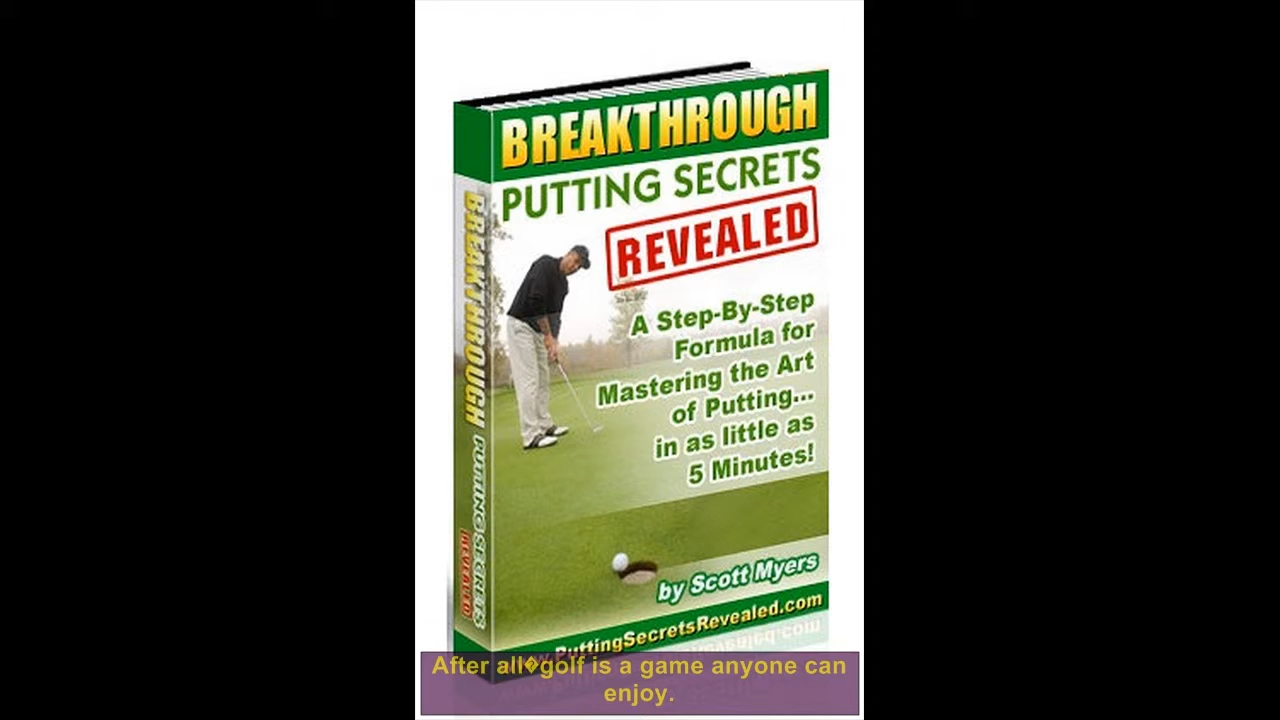 BREAKTHROUGH
PUTTING SECRETS
REVEALED
A Step-By-Step
Formula for
Mastering the Art
of Putting...
in as little as
5 Minutes!
by Scott Myers
PuttingSecretsRevealed.com
BREAKTHROUGH PUTTING SECRETS REVEALED
After all�golf is a game anyone can
enjoy.